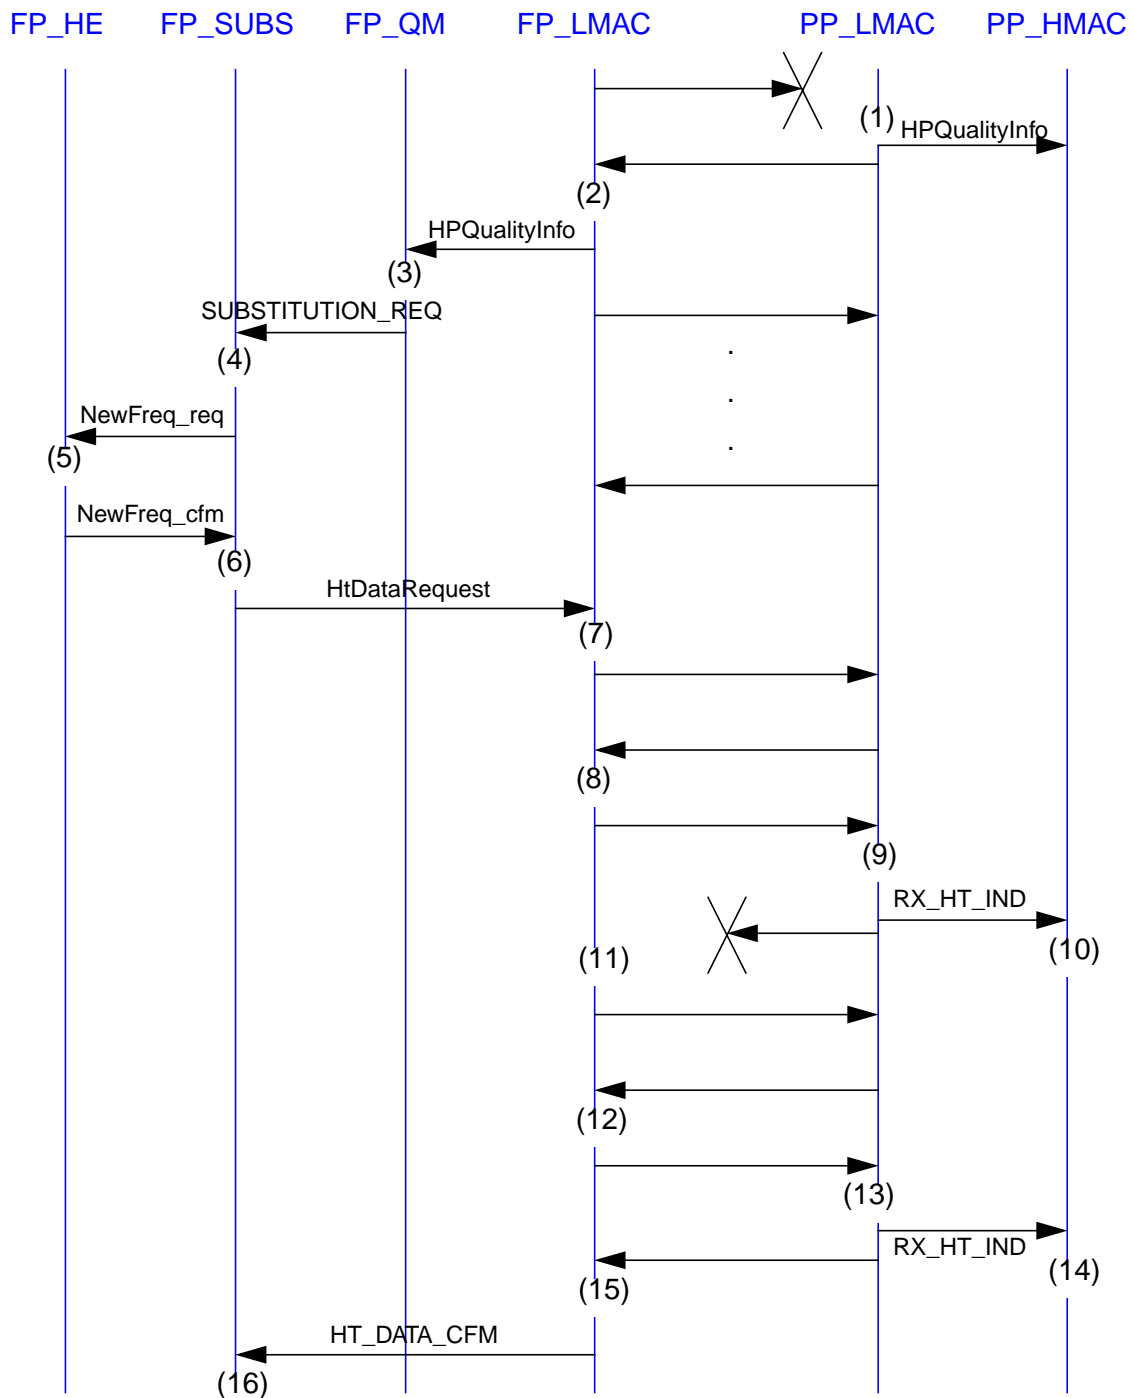 FP_HE FP_SUBS FP_QM FP_LMAC PP_LMAC PP_HMAC
(1)
HPQualityInfo
(2)
HPQualityInfo
(3)
SUBSTITUTION_REQ
.
(4)
.
NewFreq_req
.
(5)
NewFreq_cfm
(6)
HtDataRequest
(7)
(8)
(9)
RX_HT_IND
(10)
(11)
(12)
(13)
RX_HT_IND
(14)
(15)
HT_DATA_CFM
(16)